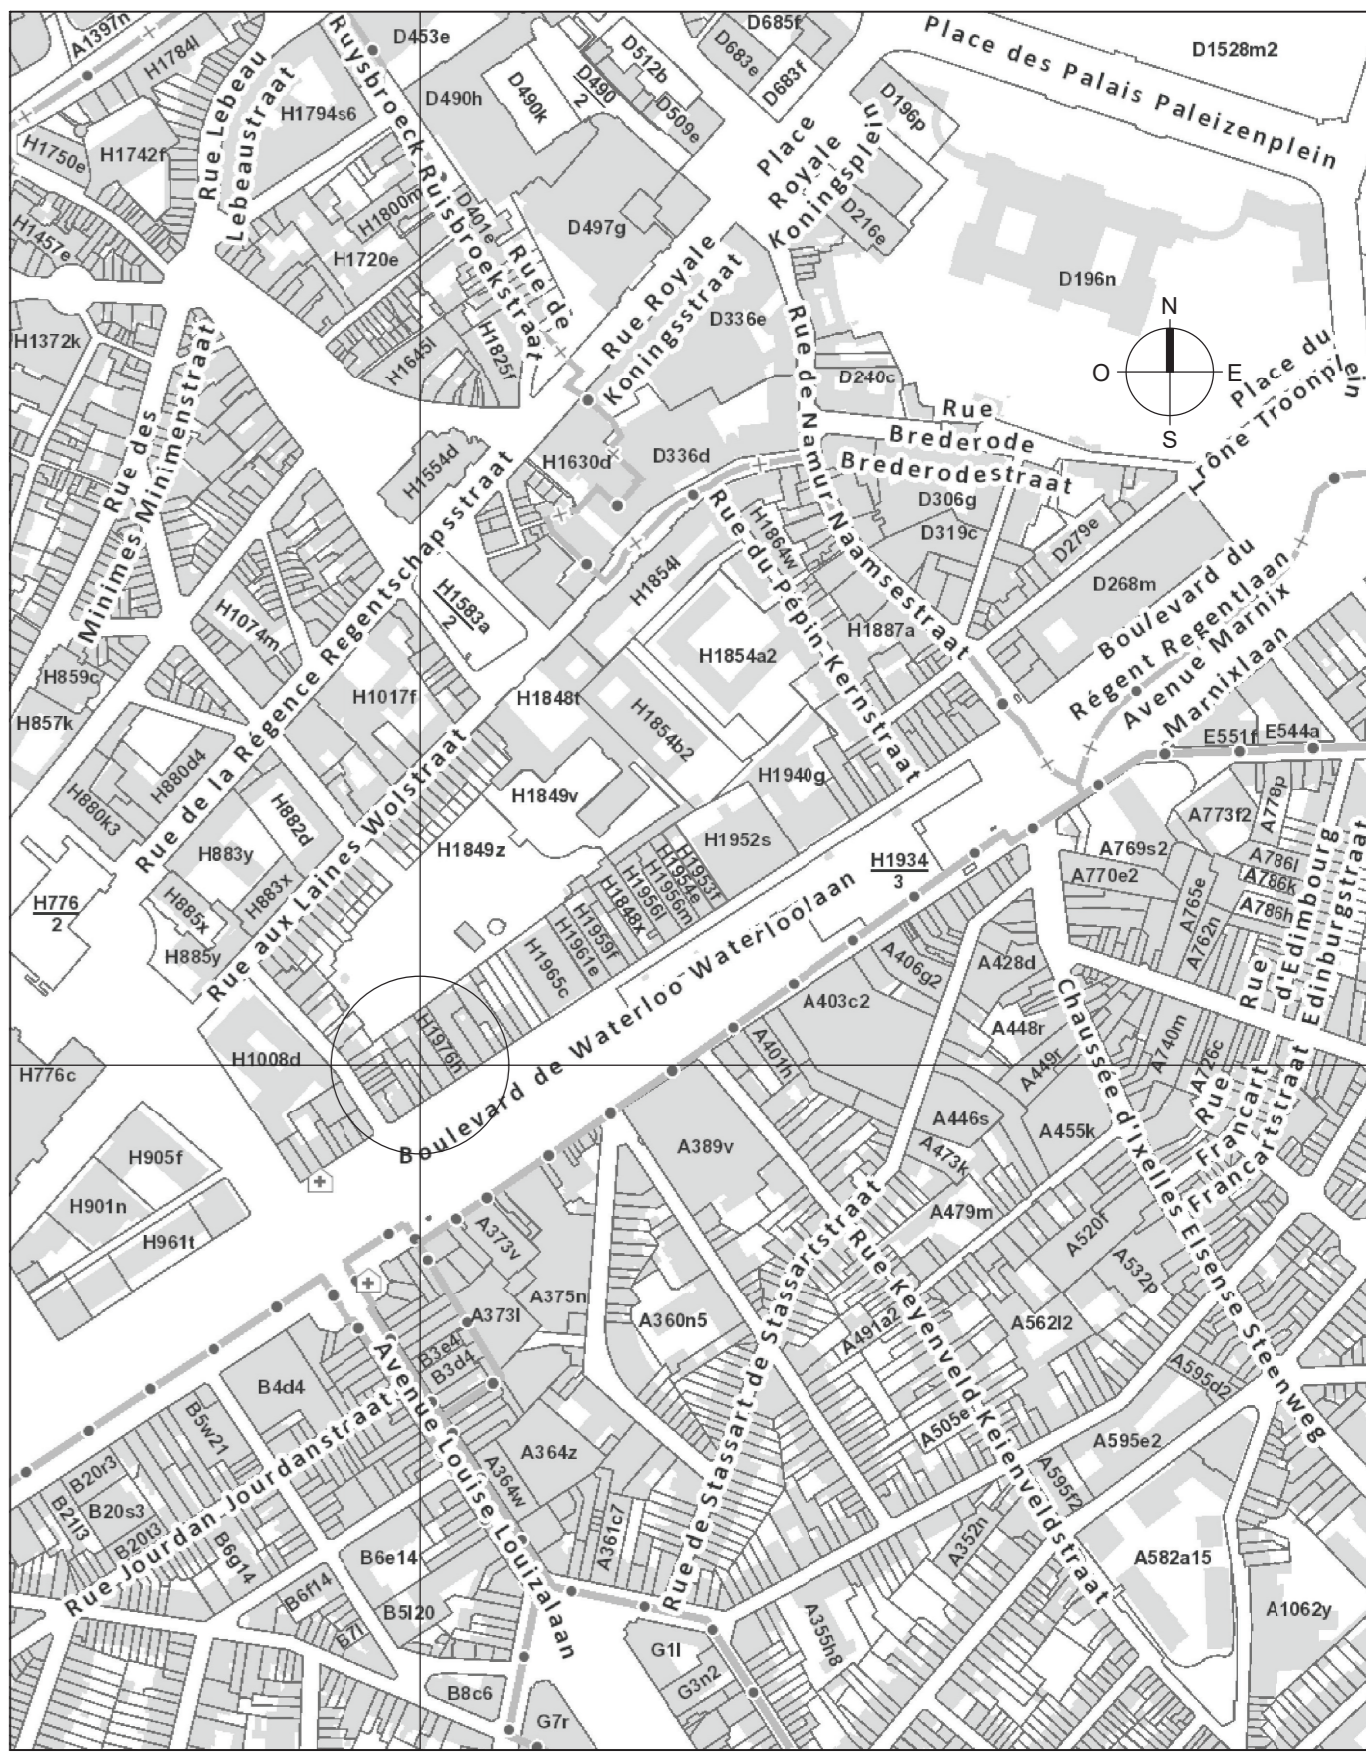 A1397n
H1784l
Rue Lebeau
Lebeaustraat
H1794s6
Ruysbroeck Ruisbroekstraat
D453e
D490h
D490k
D490
2
D512b
D509e
D685f
D683e
D683f
Place des Palais Paleizenplein
D1528m2
D196p
Place
Royale
Koningsplein
H1750e
H1742f
H1457e
H1800m
H1720e
D401e
Rue de
D497g
D216e
D196n
N
O
E
S
H1372k
H1645l
H1825f
Rue Royale
Koningsstraat
D336e
Rue de Namur Naamsestraat
D240c
Rue
Brederode
Brederodestraat
Place du
Trône Troonplein
Rue des
Minimes Minimenstraat
H1554d
H1630d
D336d
D306g
D319c
D279e
D268m
H1864w
Rue du Pépin Kernstraat
H1854l
H1583a
2
H1074m
H1887a
H1854a2
Boulevard du
Régent Regentlaan
Avenue Marnix
Marnixlaan
H859c
H857k
H1017f
H1848t
H1854b2
Rue de la Régence Regentschapsstraat
H880d4
H880k3
H882d
H883y
H883x
H885x
H885y
Rue aux Laines Wolstraat
H1849v
H1849z
H1940g
H1952s
H1953f
H1954e
H1956m
H1956l
H1848x
H1959f
H1961e
H1965c
H1934
3
E551f
E544a
A773f2
A778p
A769s2
A770e2
A786l
A786k
A786h
A765e
A762n
Rue
d'Edimbourg
Edinburgstraat
H776
2
H776c
H1008d
H1976h
Boulevard de Waterloo Waterloolaan
A406g2
A428d
A403c2
A401h
A448r
A449r
A740m
A726c
Rue
Francart
Francartstraat
Chaussée d'Ixelles Elsense Steenweg
A446s
A455k
A473k
A389v
A479m
A520f
A532p
H905f
H901n
H961t
A373v
A375n
A373l
A360n5
A491a2
A562l2
A595d2
B3e4
B3d4
B4d4
B5w21
Avenue Louise Louizalaan
Rue de Stassart de Stassartstraat
Rue Keyenveld Keienveldstraat
A505e
A595e2
A595f2
A364z
A364w
A361c7
A352n
A582a15
A1062y
A355h8
Rue Jourdan Jourdanstraat
B20r3
B20s3
B21l3
B20t3
B6g14
B6e14
B6f14
B5l20
B7l
B8c6
G7r
G1l
G3n2